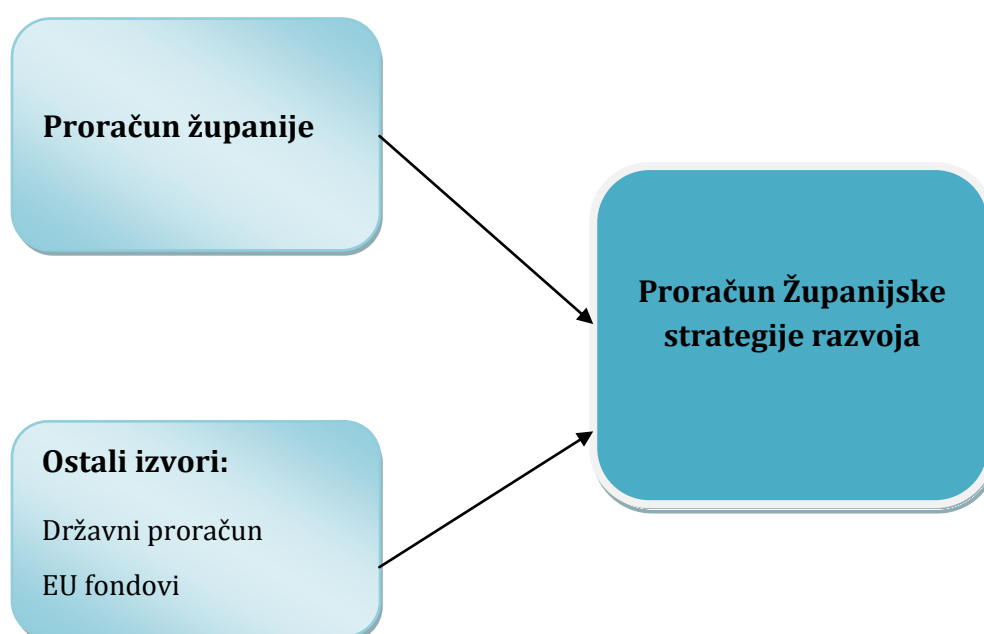 Proračun županije
Proračun Županijske
strategije razvoja
Ostali izvori:
Državni proračun
EU fondovi